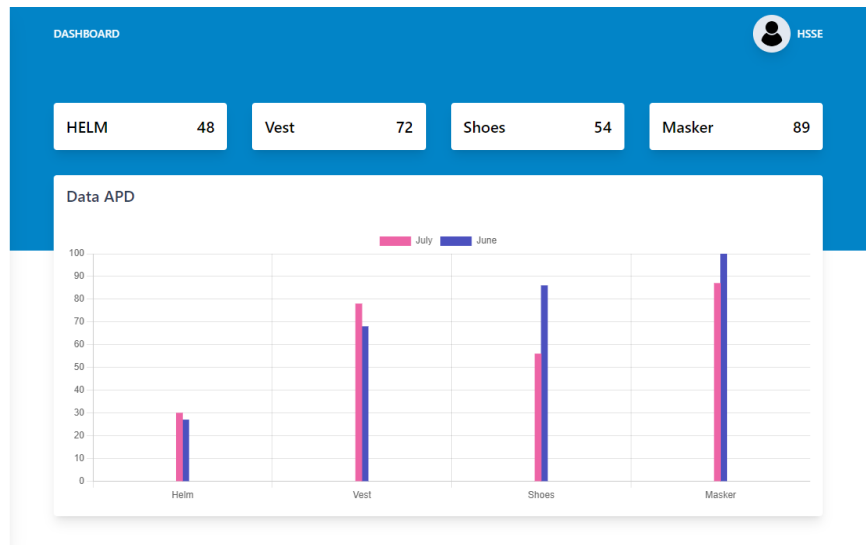 DASHBOARD HSSE
HELM 48 Vest 72 Shoes 54 Masker 89
Data APD
July June
100
90
80
70
60
50
40
30
20
10
0
Helm Vest Shoes Masker